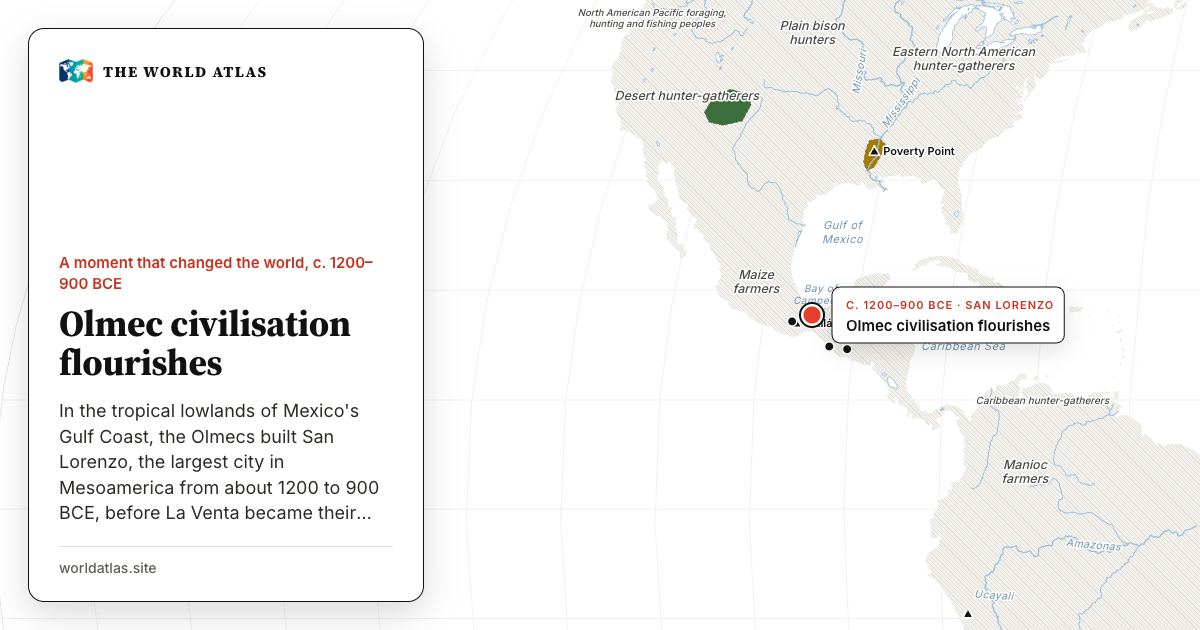 THE WORLD ATLAS
A moment that changed the world, c. 1200–
900 BCE
Olmec civilisation
flourishes
In the tropical lowlands of Mexico's
Gulf Coast, the Olmecs built San
Lorenzo, the largest city in
Mesoamerica from about 1200 to 900
BCE, before La Venta became their...
worldatlas.site
North American Pacific foraging,
hunting and fishing peoples
Plain bison
hunters
Eastern North American
hunter-gatherers
Missouri
Mississippi
Desert hunter-gatherers
Poverty Point
Gulf of
Mexico
Maize
farmers
Bay of
C. 1200–900 BCE · SAN LORENZO
Olmec civilisation flourishes
Caribbean Sea
Caribbean hunter-gatherers
Manioc
farmers
Amazonas
Ucayali